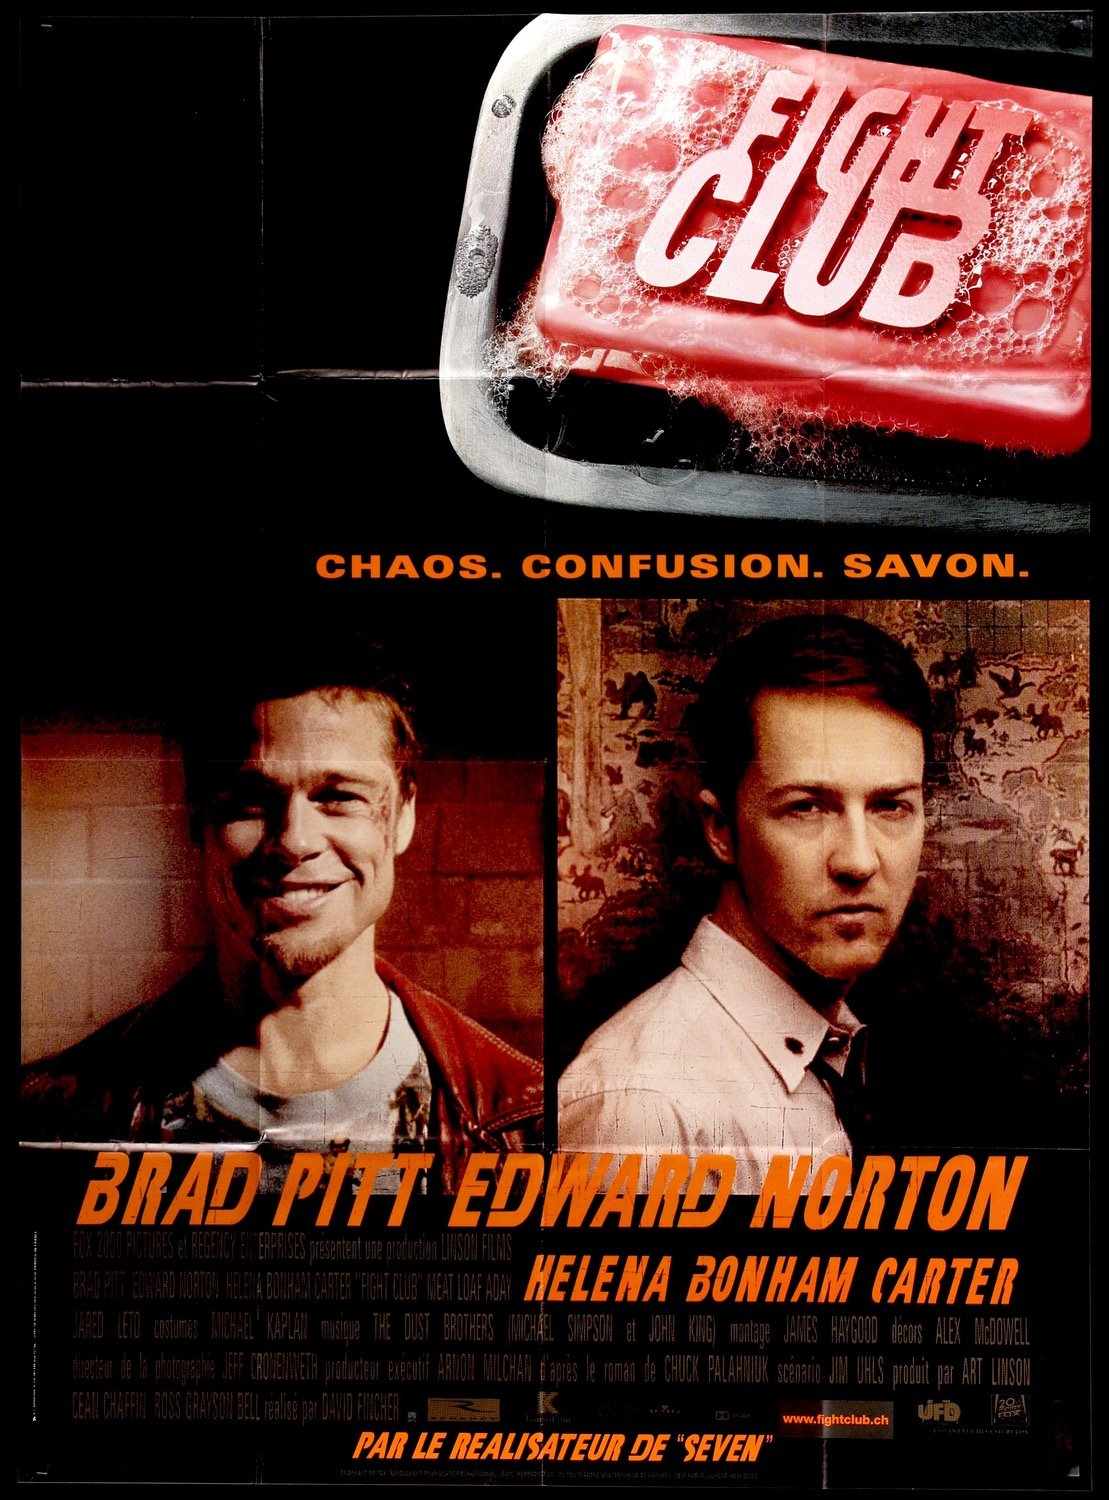 FIGHT
CLUB
CHAOS. CONFUSION. SAVON.
BRAD PITT EDWARD NORTON
FOX 2000 PICTURES et REGENCY ENTERPRISES présentent une production LINSON FILMS
HELENA BONHAM CARTER
BRAD PITT EDWARD NORTON HELENA BONHAM CARTER "FIGHT CLUB" MEAT LOAF ADAY
JARED LETO costumes MICHAEL KAPLAN musique THE DUST BROTHERS (MICHAEL SIMPSON et JOHN KING) montage JAMES HAYGOOD décors ALEX McDOWELL
directeur de la photographie JEFF CRONENWETH producteur exécutif ARNON MILCHAN d'après le roman de CHUCK PALAHNIUK scénario JIM UHLS produit par ART LINSON
CEAN CHAFFIN ROSS GRAYSON BELL réalisé par DAVID FINCHER
REGENCY
www.fightclub.ch
UFD
20
FOX
PAR LE REALISATEUR DE "SEVEN"